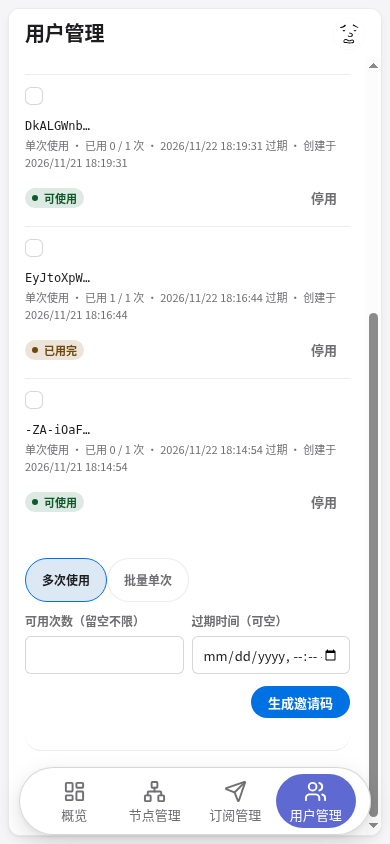 用户管理
DkALGWnb…
单次使用 · 已用 0 / 1 次 · 2026/11/22 18:19:31 过期 · 创建于
2026/11/21 18:19:31
可使用
停用
EyJtoXpW…
单次使用 · 已用 1 / 1 次 · 2026/11/22 18:16:44 过期 · 创建于
2026/11/21 18:16:44
已用完
停用
-ZA-iOaF…
单次使用 · 已用 0 / 1 次 · 2026/11/22 18:14:54 过期 · 创建于
2026/11/21 18:14:54
可使用
停用
多次使用
批量单次
可用次数（留空不限）
过期时间（可空）
mm/dd/yyyy, --:--
生成邀请码
概览
节点管理
订阅管理
用户管理